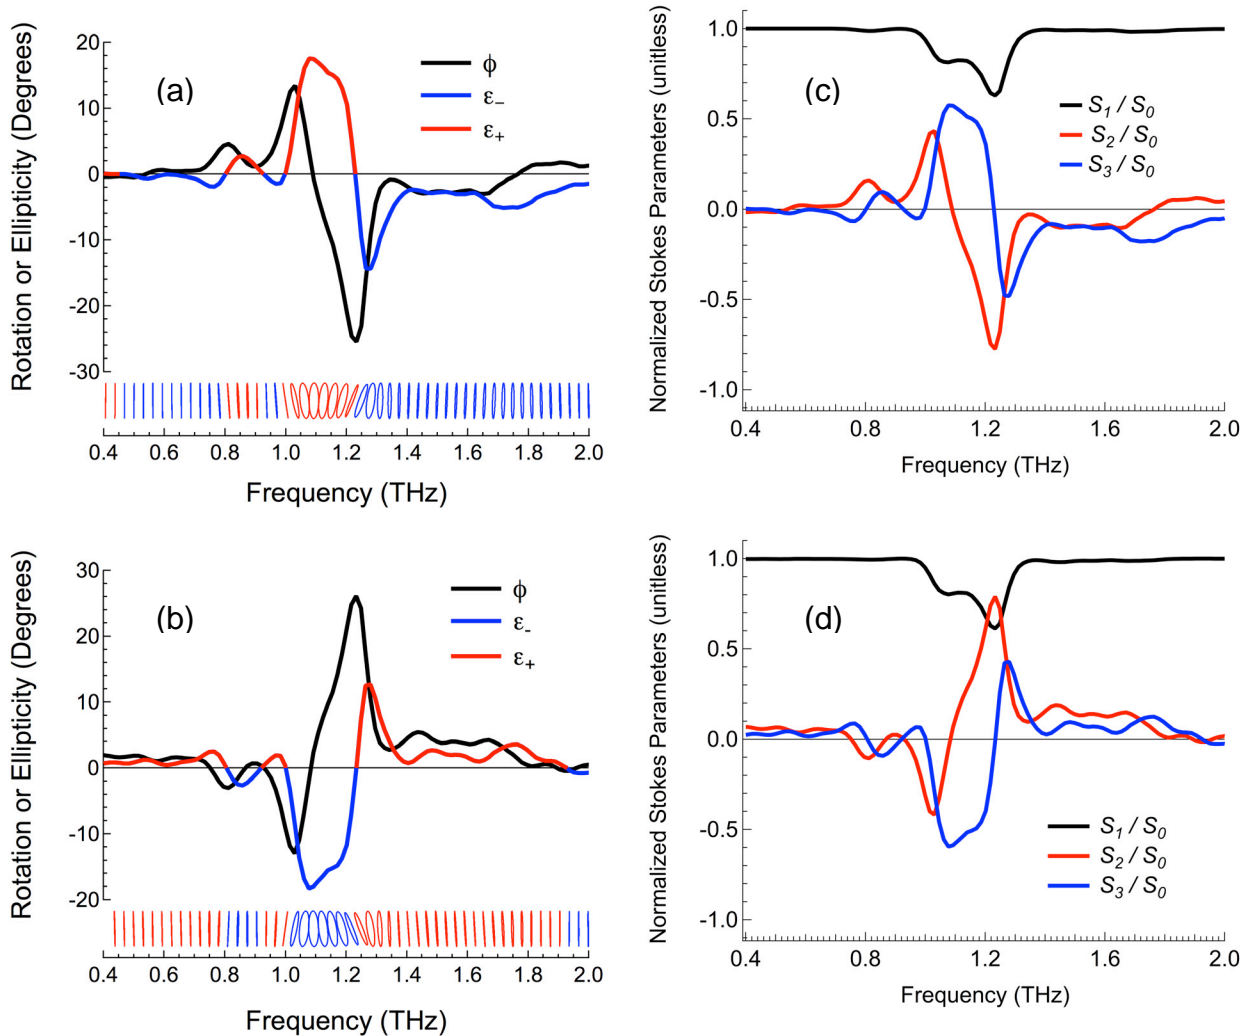 Rotation or Ellipticity (Degrees)
20
10
0
-10
-20
-30
(a)
ϕ
ε₋
ε₊
0.4 0.6 0.8 1.0 1.2 1.4 1.6 1.8 2.0
Frequency (THz)
Normalized Stokes Parameters (unitless)
1.0
0.5
0.0
-0.5
-1.0
(c)
S₁ / S₀
S₂ / S₀
S₃ / S₀
0.4 0.8 1.2 1.6 2.0
Frequency (THz)
Rotation or Ellipticity (Degrees)
30
20
10
0
-10
-20
(b)
ϕ
ε₋
ε₊
0.4 0.6 0.8 1.0 1.2 1.4 1.6 1.8 2.0
Frequency (THz)
Normalized Stokes Parameters (unitless)
1.0
0.5
0.0
-0.5
-1.0
(d)
S₁ / S₀
S₂ / S₀
S₃ / S₀
0.4 0.8 1.2 1.6 2.0
Frequency (THz)